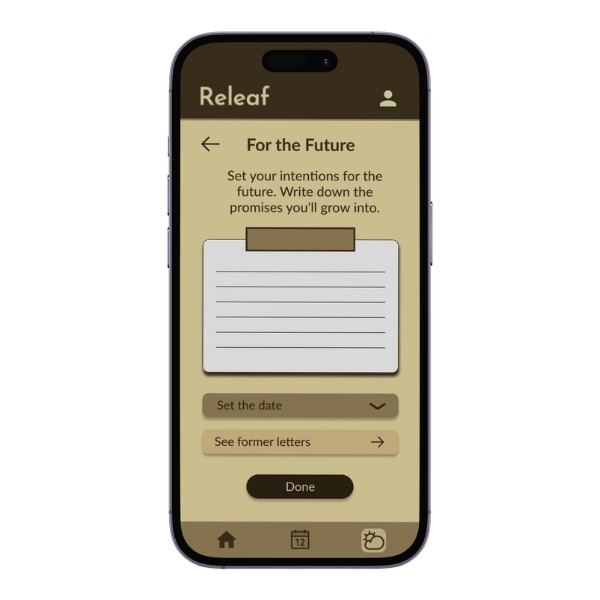 Releaf
For the Future
Set your intentions for the
future. Write down the
promises you'll grow into.
Set the date
See former letters
Done
12